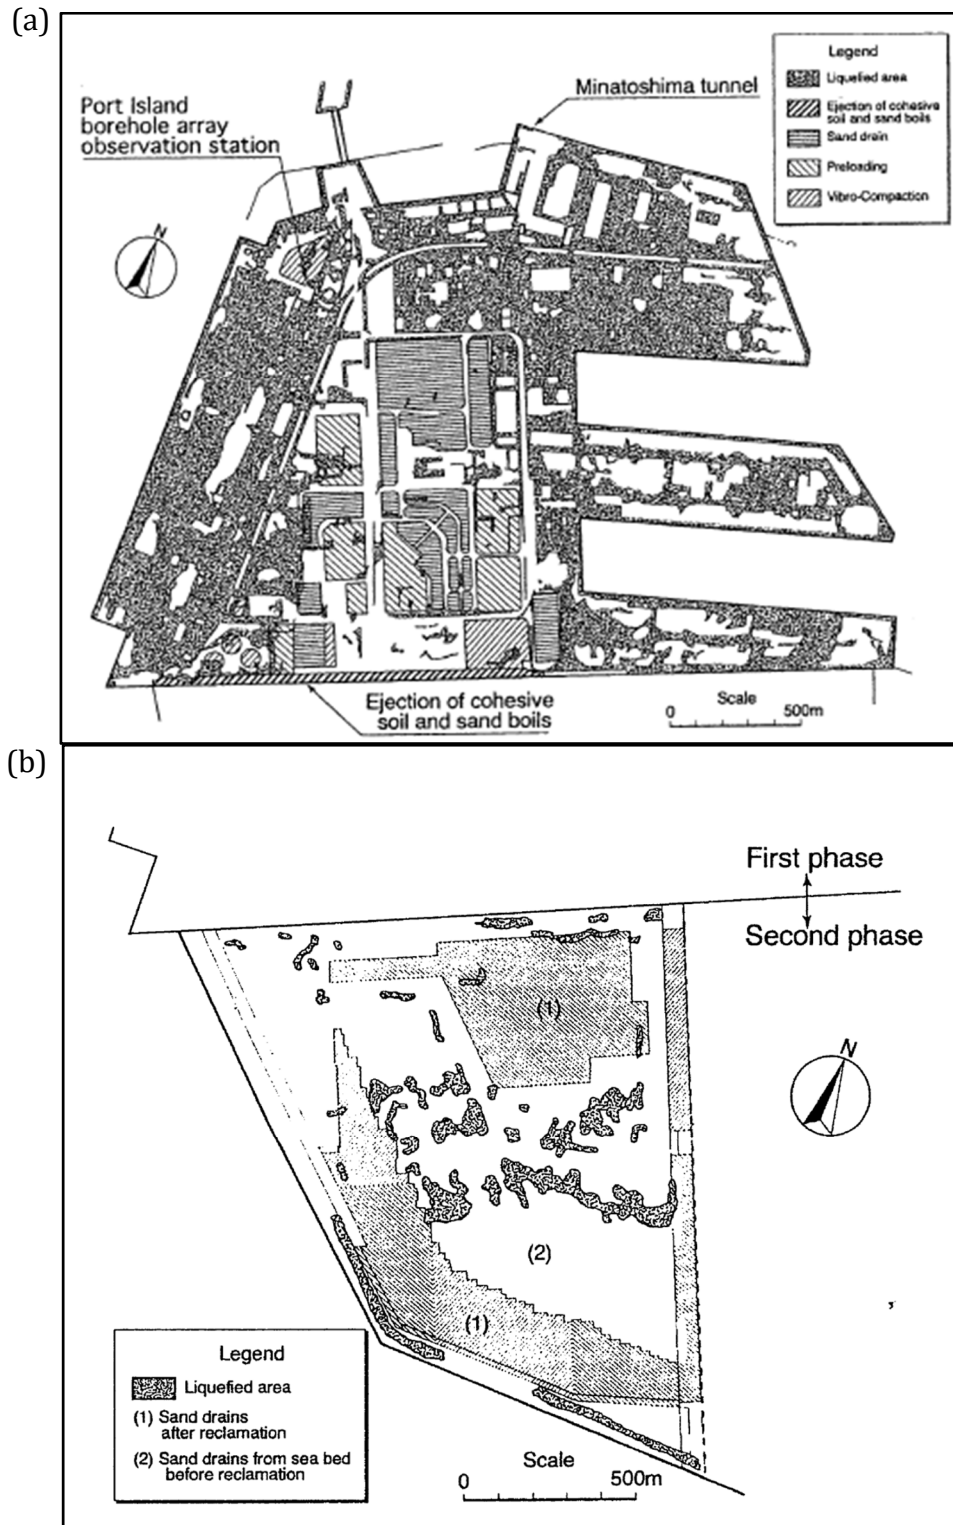 (a)
Legend
Liquefied area
Ejection of cohesive
soil and sand boils
Sand drain
Preloading
Vibro-Compaction
Minatoshima tunnel
Port Island
borehole array
observation station
N
Ejection of cohesive
soil and sand boils
Scale
0 500m
(b)
First phase
Second phase
(1)
N
(2)
(1)
Legend
Liquefied area
(1) Sand drains
after reclamation
(2) Sand drains from sea bed
before reclamation
Scale
0 500m